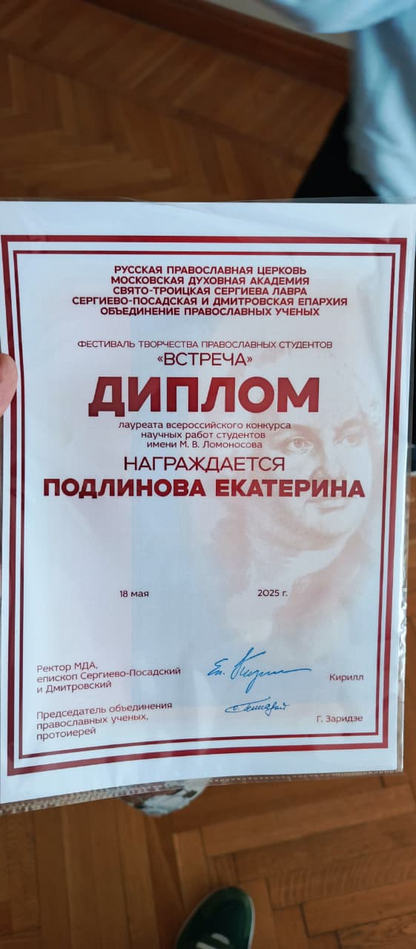 РУССКАЯ ПРАВОСЛАВНАЯ ЦЕРКОВЬ
МОСКОВСКАЯ ДУХОВНАЯ АКАДЕМИЯ
СВЯТО-ТРОИЦКАЯ СЕРГИЕВА ЛАВРА
СЕРГИЕВО-ПОСАДСКАЯ И ДМИТРОВСКАЯ ЕПАРХИЯ
ОБЪЕДИНЕНИЕ ПРАВОСЛАВНЫХ УЧЕНЫХ
ФЕСТИВАЛЬ ТВОРЧЕСТВА ПРАВОСЛАВНЫХ СТУДЕНТОВ
«ВСТРЕЧА»
ДИПЛОМ
лауреата всероссийского конкурса
научных работ студентов
имени М. В. Ломоносова
НАГРАЖДАЕТСЯ
ПОДЛИНОВА ЕКАТЕРИНА
18 мая 2025 г.
Ректор МДА,
епископ Сергиево-Посадский
и Дмитровский
Еп. Кирилл
Кирилл
Председатель объединения
православных ученых,
протоиерей
Г. Заридзе